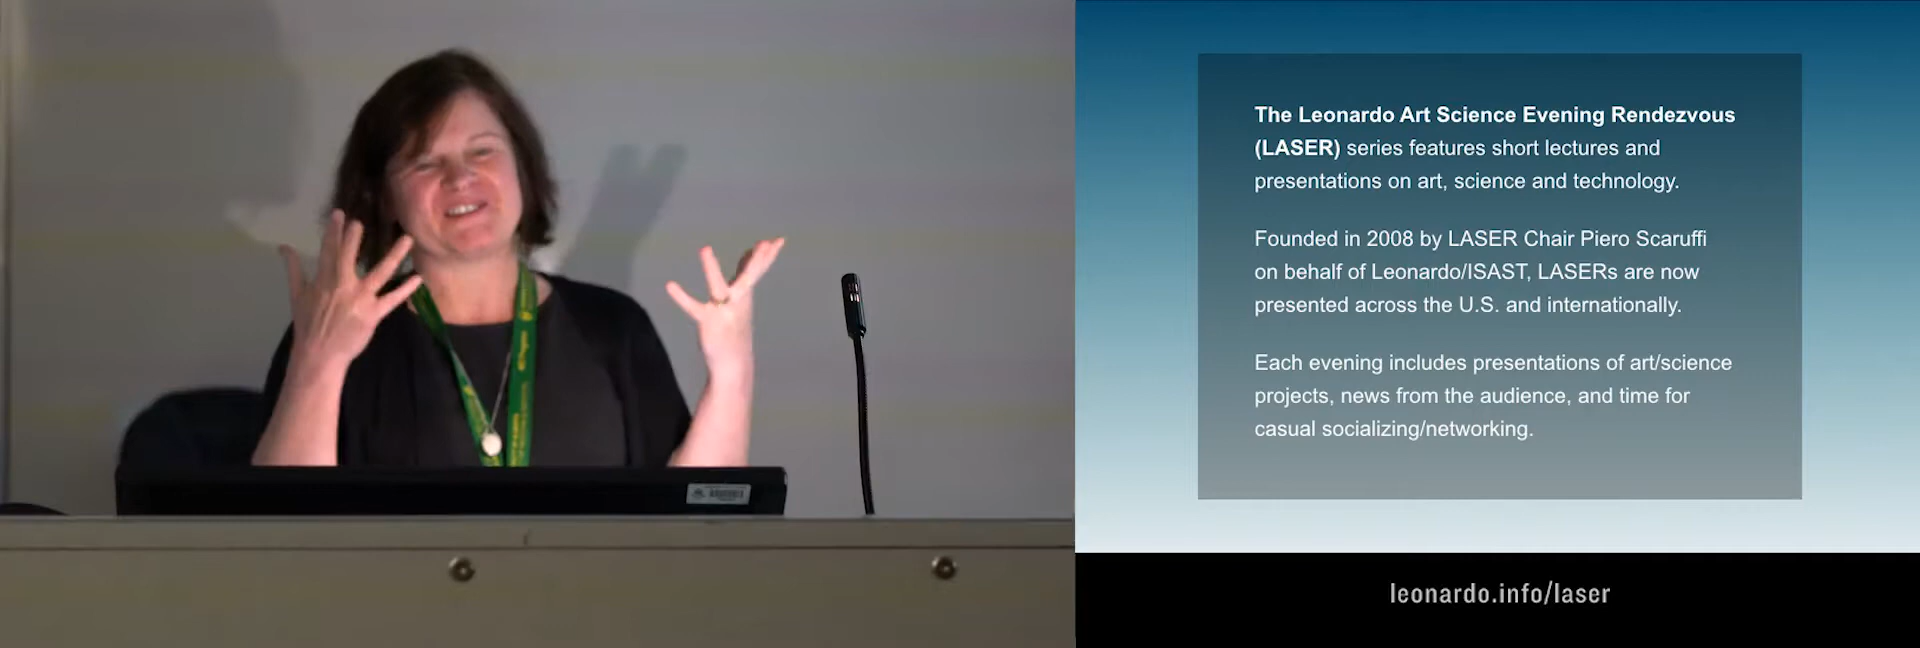 The Leonardo Art Science Evening Rendezvous
(LASER) series features short lectures and
presentations on art, science and technology.
Founded in 2008 by LASER Chair Piero Scaruffi
on behalf of Leonardo/ISAST, LASERs are now
presented across the U.S. and internationally.
Each evening includes presentations of art/science
projects, news from the audience, and time for
casual socializing/networking.
leonardo.info/laser